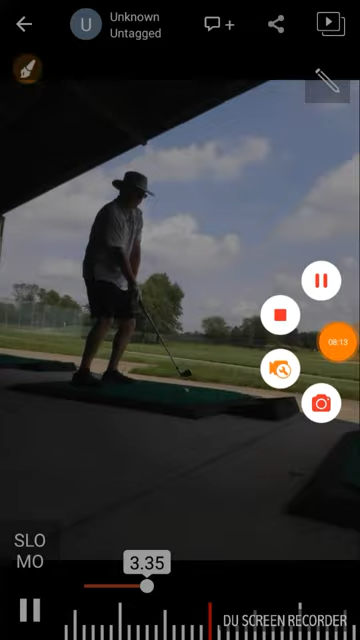 Unknown
Untagged
U
08:13
SLO
MO
3.35
DU SCREEN RECORDER